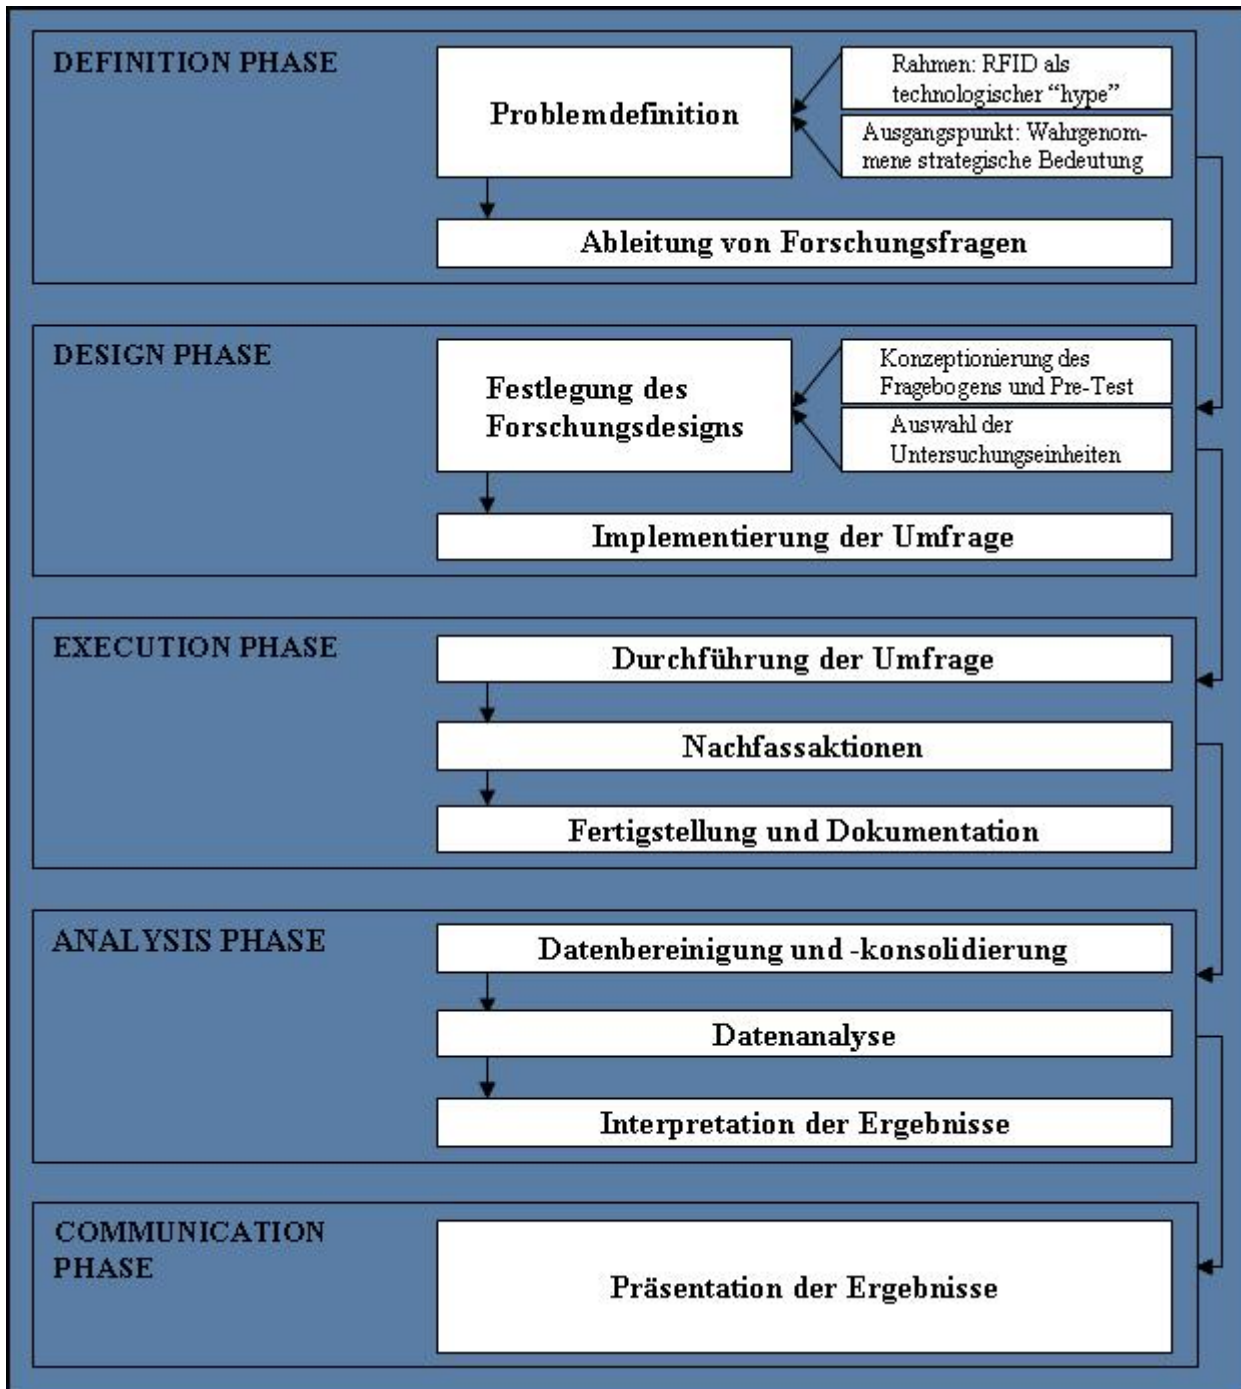 DEFINITION PHASE
Problemdefinition
Rahmen: RFID als
technologischer “hype”
Ausgangspunkt: Wahrgenom-
mene strategische Bedeutung
Ableitung von Forschungsfragen
DESIGN PHASE
Festlegung des
Forschungsdesigns
Konzeptionierung des
Fragebogens und Pre-Test
Auswahl der
Untersuchungseinheiten
Implementierung der Umfrage
EXECUTION PHASE
Durchführung der Umfrage
Nachfassaktionen
Fertigstellung und Dokumentation
ANALYSIS PHASE
Datenbereinigung und -konsolidierung
Datenanalyse
Interpretation der Ergebnisse
COMMUNICATION
PHASE
Präsentation der Ergebnisse